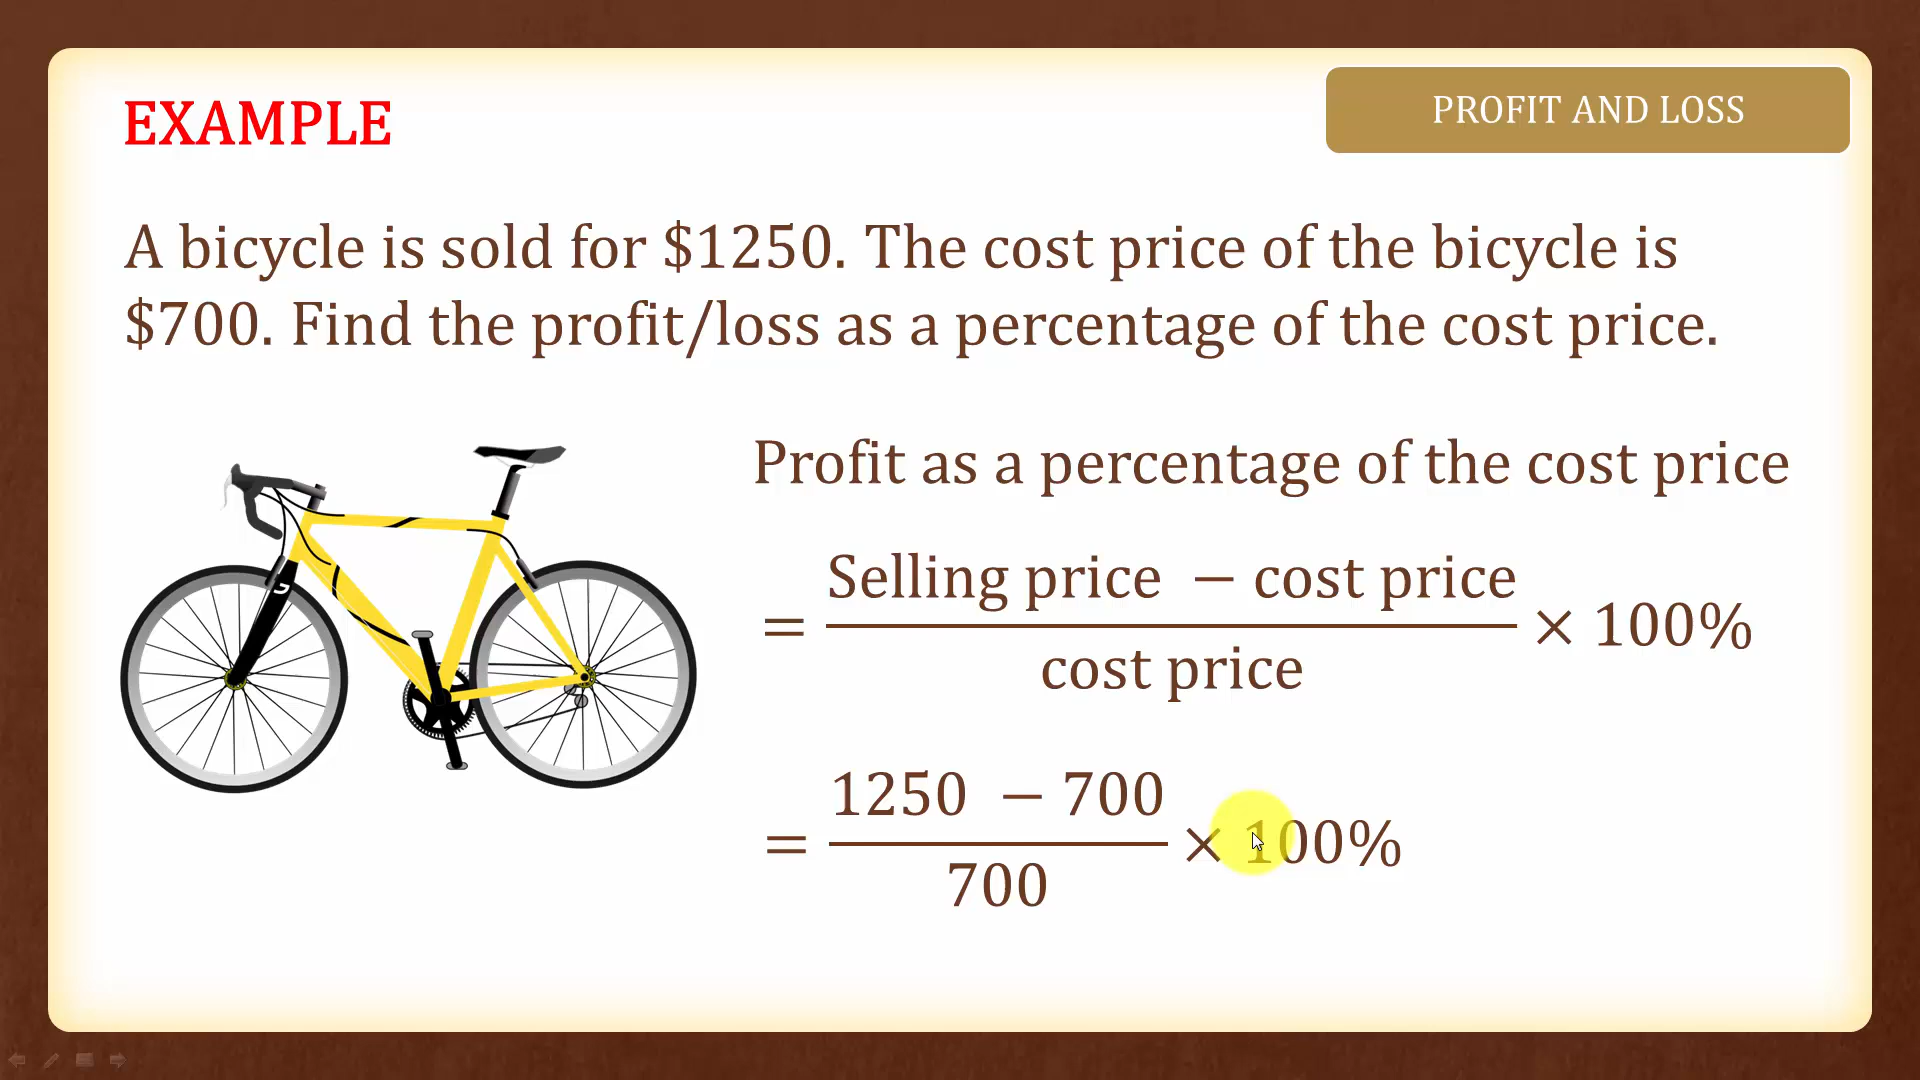 EXAMPLE
PROFIT AND LOSS
A bicycle is sold for $1250. The cost price of the bicycle is
$700. Find the profit/loss as a percentage of the cost price.
Profit as a percentage of the cost price
Selling price − cost price
= × 100%
cost price
1250 − 700
= × 100%
700